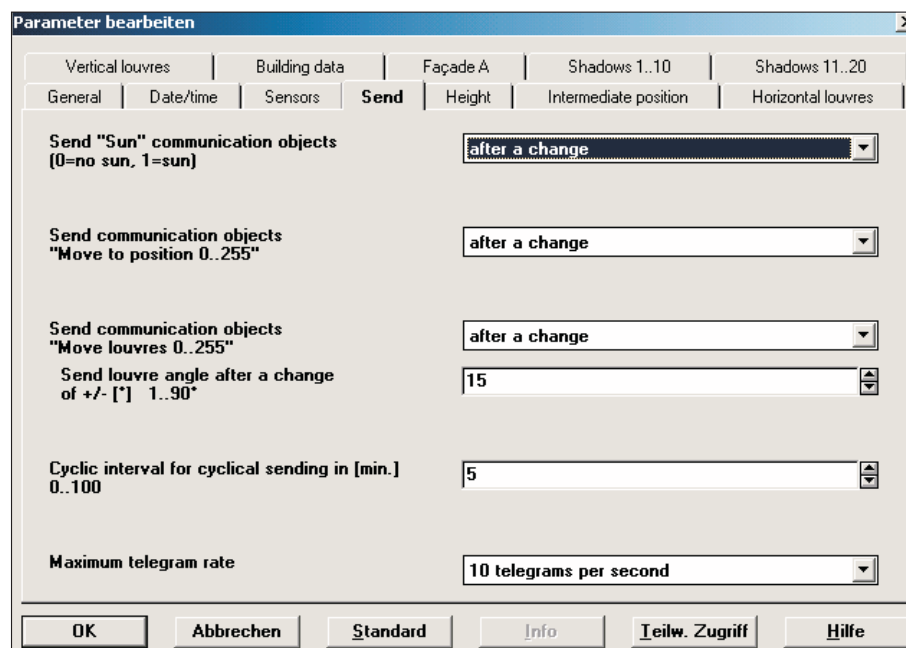 Parameter bearbeiten
Vertical louvres Building data Façade A Shadows 1..10 Shadows 11..20
General Date/time Sensors Send Height Intermediate position Horizontal louvres
Send "Sun" communication objects
(0=no sun, 1=sun)
after a change
Send communication objects
"Move to position 0..255"
after a change
Send communication objects
"Move louvres 0..255"
after a change
Send louvre angle after a change
of +/- [°] 1..90°
15
Cyclic interval for cyclical sending in [min.]
0..100
5
Maximum telegram rate
10 telegrams per second
OK Abbrechen Standard Info Teilw. Zugriff Hilfe